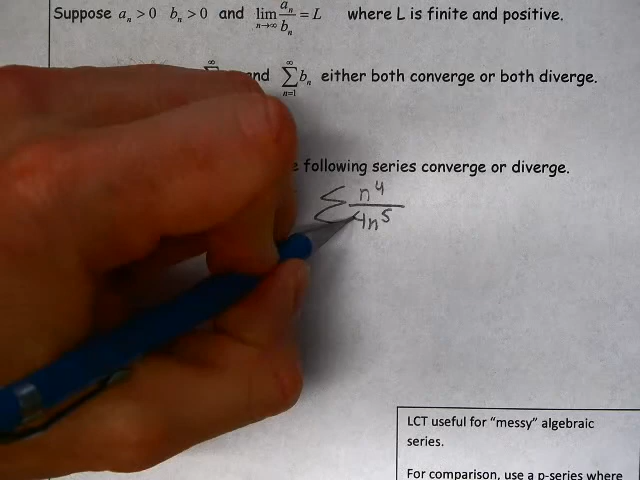 Suppose aₙ > 0 bₙ > 0 and lim n→∞ aₙ/bₙ = L where L is finite and positive.
and ∞ ∑ n=1 bₙ either both converge or both diverge.
following series converge or diverge.
∑ n⁴/4n⁵
LCT useful for "messy" algebraic
series.
For comparison, use a p-series where